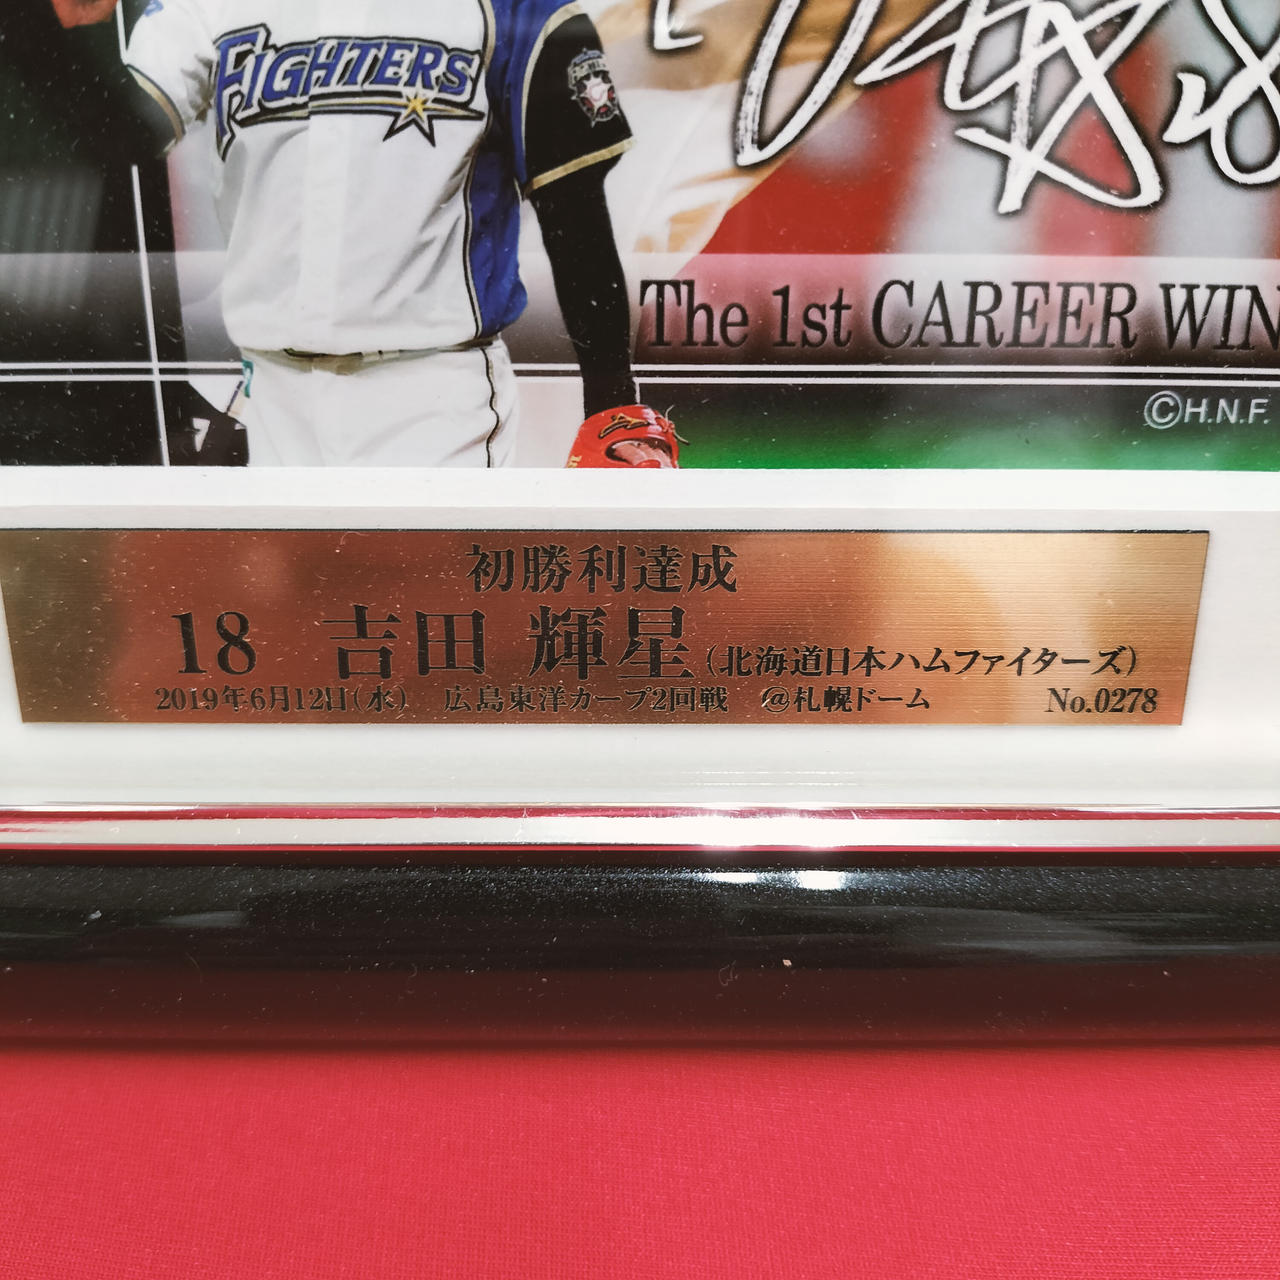 FIGHTERS
The 1st CAREER WIN
©H.N.F.
初勝利達成
18 吉田 輝星(北海道日本ハムファイターズ)
2019年6月12日(水) 広島東洋カープ2回戦 @札幌ドーム No.0278